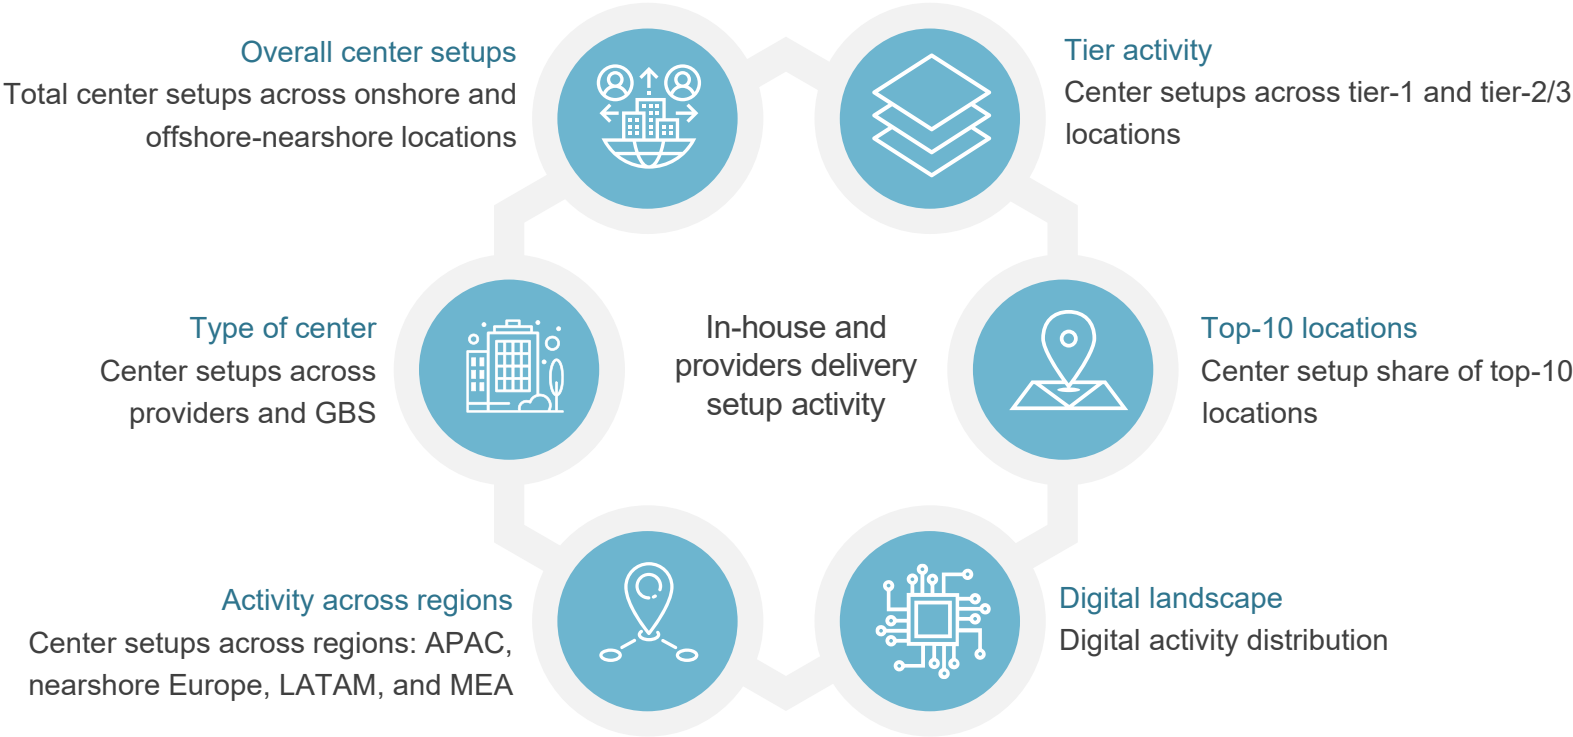 Overall center setups
Total center setups across onshore and
offshore-nearshore locations
Tier activity
Center setups across tier-1 and tier-2/3
locations
Type of center
Center setups across
providers and GBS
In-house and
providers delivery
setup activity
Top-10 locations
Center setup share of top-10
locations
Activity across regions
Center setups across regions: APAC,
nearshore Europe, LATAM, and MEA
Digital landscape
Digital activity distribution